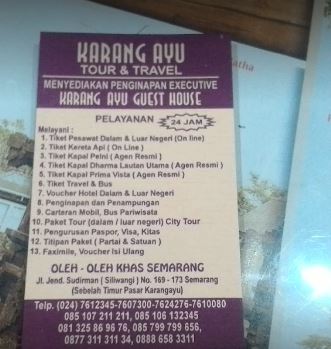 KARANG AYU
TOUR & TRAVEL
MENYEDIAKAN PENGINAPAN EXECUTIVE
KARANG AYU GUEST HOUSE
PELAYANAN 24 JAM
Melayani :
1. Tiket Pesawat Dalam & Luar Negeri (On line)
2. Tiket Kereta Api ( On Line )
3. Tiket Kapal Pelni ( Agen Resmi )
4. Tiket Kapal Dharma Lautan Utama ( Agen Resmi )
5. Tiket Kapal Prima Vista ( Agen Resmi )
6. Tiket Travel & Bus
7. Voucher Hotel Dalam & Luar Negeri
8. Penginapan dan Penampungan
9. Carteran Mobil, Bus Pariwisata
10. Paket Tour (dalam / luar negeri) City Tour
11. Pengurusan Paspor, Visa, Kitas
12. Titipan Paket ( Partai & Satuan )
13. Faximile, Voucher Isi Ulang
OLEH - OLEH KHAS SEMARANG
Jl. Jend. Sudirman ( Siliwangi ) No. 169 - 173 Semarang
(Sebelah Timur Pasar Karangayu)
Telp. (024) 7612345-7607300-7624276-7610080
085 107 211 211, 085 106 132345
081 325 86 96 76, 085 799 799 656,
0877 311 311 34, 0888 658 3311